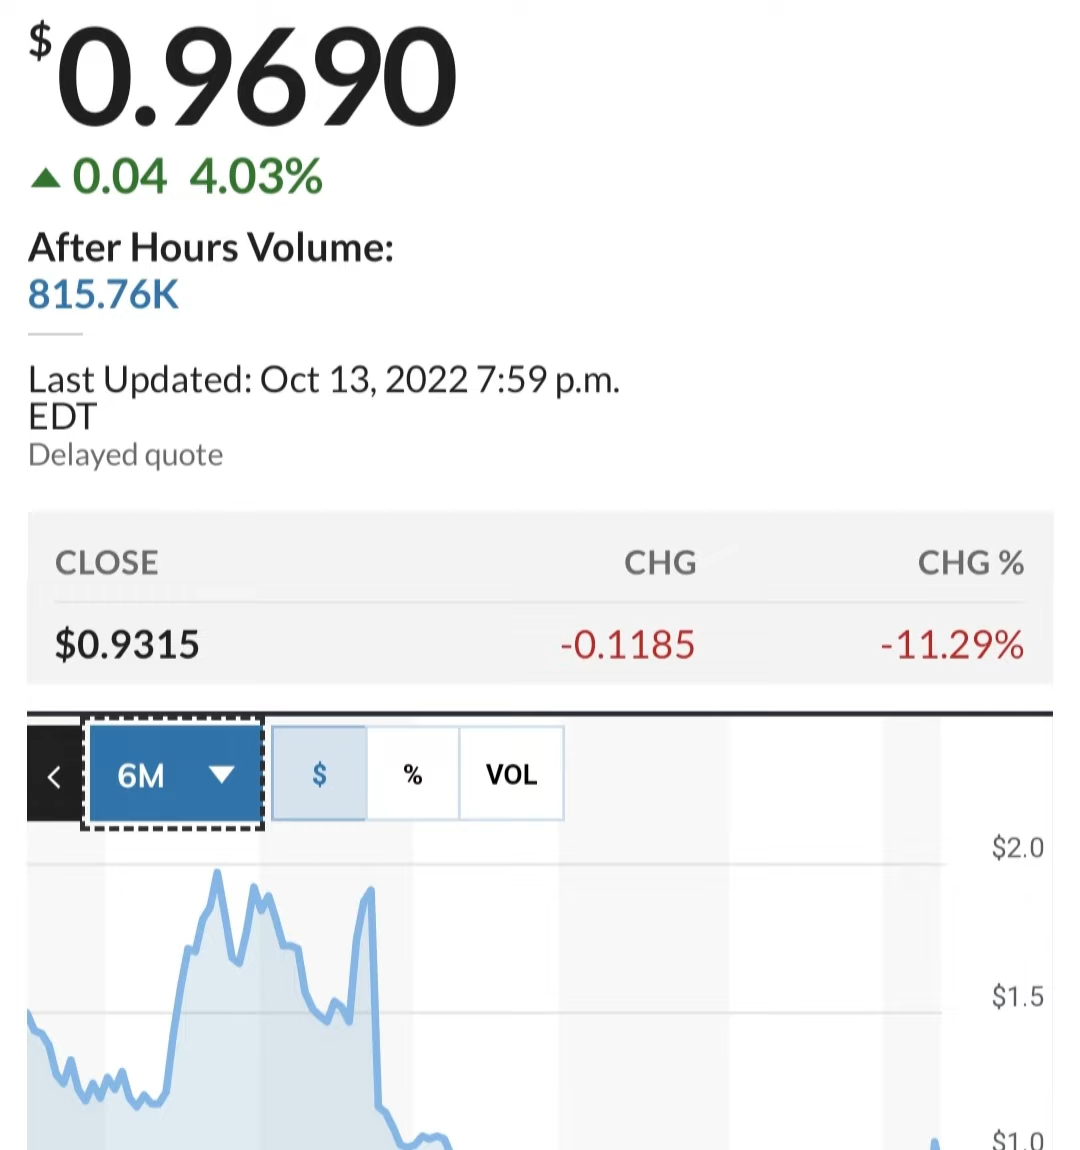 $0.9690
▲ 0.04 4.03%
After Hours Volume:
815.76K
Last Updated: Oct 13, 2022 7:59 p.m.
EDT
Delayed quote
CLOSE CHG CHG %
$0.9315 -0.1185 -11.29%
< 6M ▼ $ % VOL
$2.0
$1.5
$1.0